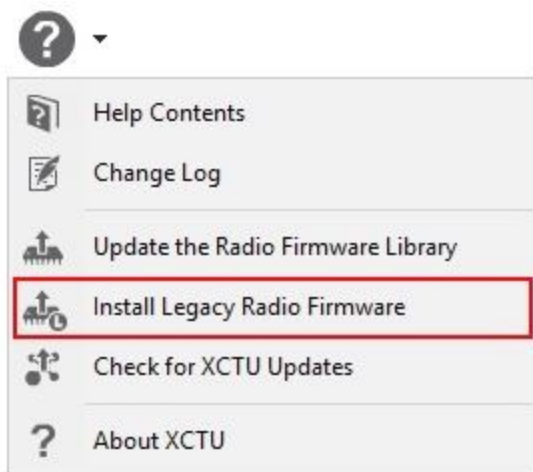 Help Contents
Change Log
Update the Radio Firmware Library
Install Legacy Radio Firmware
Check for XCTU Updates
About XCTU